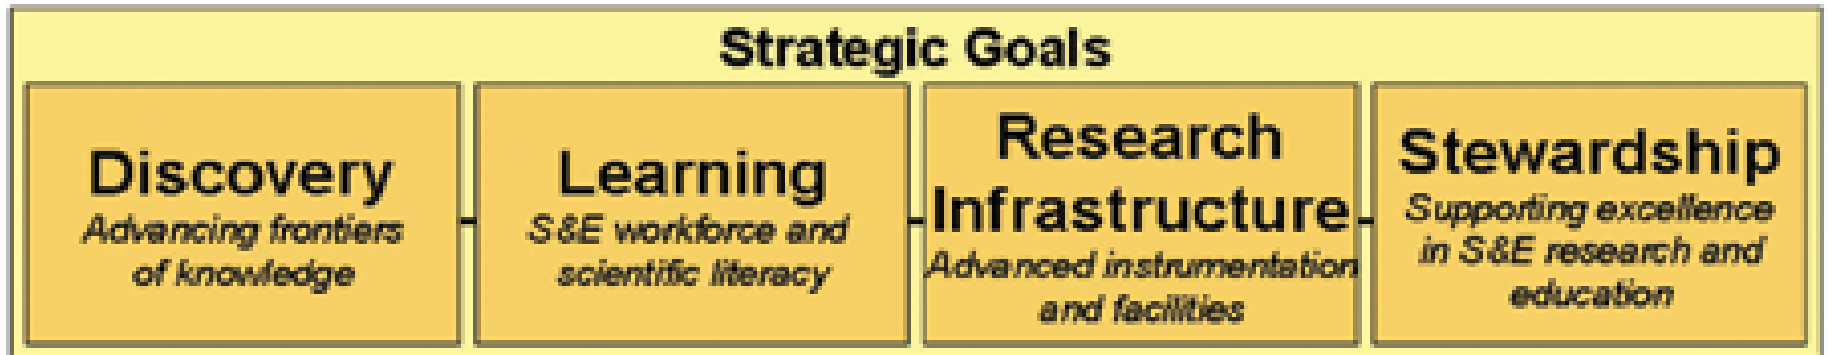 Strategic Goals
Discovery
Advancing frontiers
of knowledge
Learning
S&E workforce and
scientific literacy
Research
Infrastructure
Advanced instrumentation
and facilities
Stewardship
Supporting excellence
in S&E research and
education